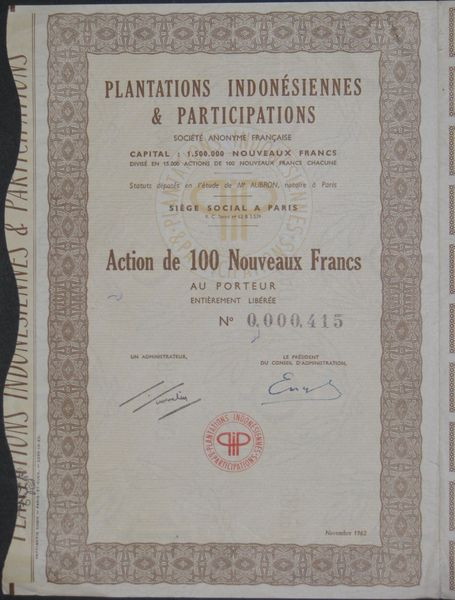 PLANTATIONS INDONÉSIENNES
& PARTICIPATIONS
SOCIÉTÉ ANONYME FRANÇAISE
CAPITAL : 1.500.000 NOUVEAUX FRANCS
DIVISÉ EN 15.000 ACTIONS DE 100 NOUVEAUX FRANCS CHACUNE
Statuts déposés en l'étude de Mᵉ AUBRON, notaire à Paris
SIÈGE SOCIAL A PARIS
Action de 100 Nouveaux Francs
AU PORTEUR
ENTIÈREMENT LIBÉRÉE
Nº 0,000,415
UN ADMINISTRATEUR,
LE PRÉSIDENT
DU CONSEIL D'ADMINISTRATION,
PLANTATIONS INDONÉSIENNES
& PARTICIPATIONS
PIP
Novembre 1962
PLANTATIONS INDONÉSIENNES & PARTICIPATIONS